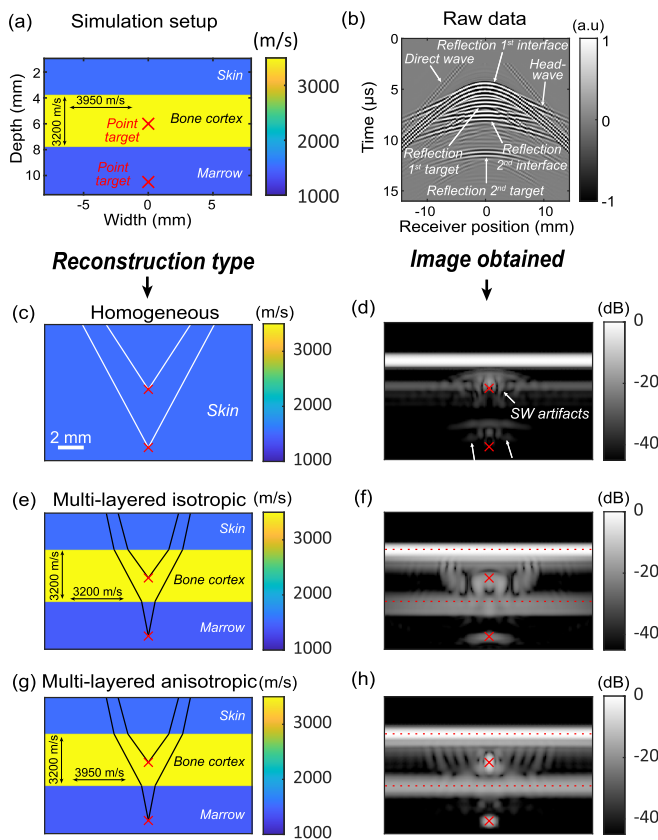 (a) Simulation setup
(m/s)
Depth (mm)
2
4
6
8
10
Skin
3950 m/s
3200 m/s
Bone cortex
Point
target
Point
target
Marrow
-5
0
5
Width (mm)
3000
2000
1000
(b) Raw data
(a.u)
Time (µs)
0
5
10
15
Reflection 1st interface
Direct wave
Head-
wave
Reflection
1st target
Reflection
2nd interface
Reflection 2nd target
-10
0
10
Receiver position (mm)
1
0
-1
Reconstruction type
Image obtained
(c) Homogeneous
(m/s)
Skin
2 mm
3000
2000
1000
(d)
(dB)
SW artifacts
0
-20
-40
(e) Multi-layered isotropic
(m/s)
Skin
3200 m/s
Bone cortex
3200 m/s
Marrow
3000
2000
1000
(f)
(dB)
0
-20
-40
(g) Multi-layered anisotropic
(m/s)
Skin
3200 m/s
Bone cortex
3950 m/s
Marrow
3000
2000
1000
(h)
(dB)
0
-20
-40